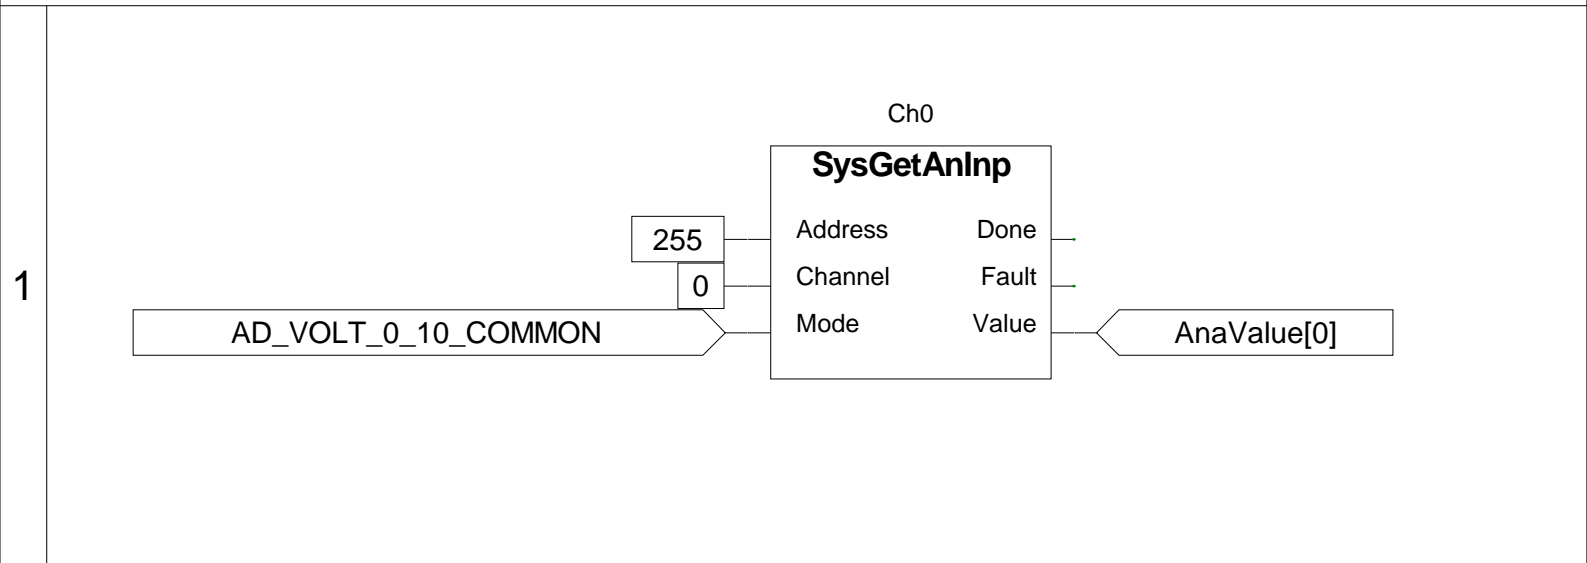 Ch0
SysGetAnInp
255 Address Done
0 Channel Fault
1
AD_VOLT_0_10_COMMON Mode Value AnaValue[0]